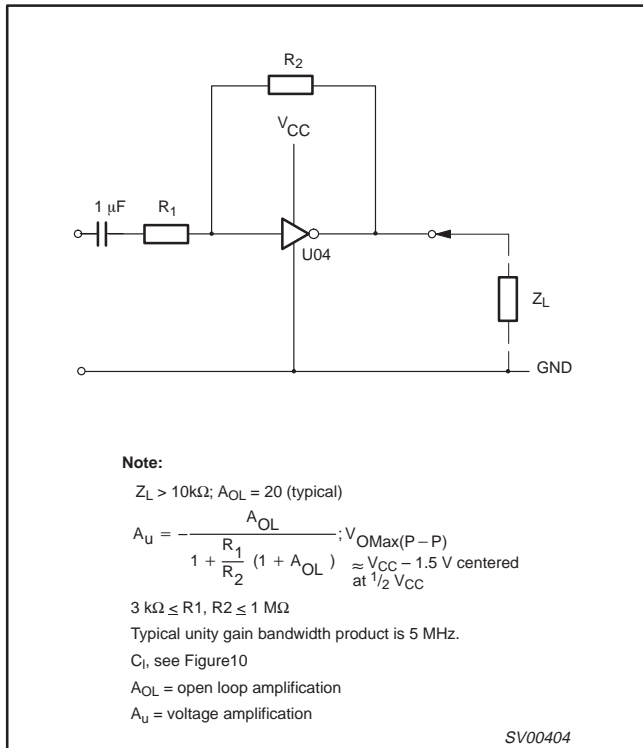 R2
VCC
1 μF
R1
U04
ZL
GND
Note:
ZL > 10kΩ; AOL = 20 (typical)
Au = − AOL / 1 + R1/R2 (1 + AOL) ; VOMax(P – P) ≈ VCC – 1.5 V centered at 1/2 VCC
3 kΩ ≤ R1, R2 ≤ 1 MΩ
Typical unity gain bandwidth product is 5 MHz.
CI, see Figure10
AOL = open loop amplification
Au = voltage amplification
SV00404